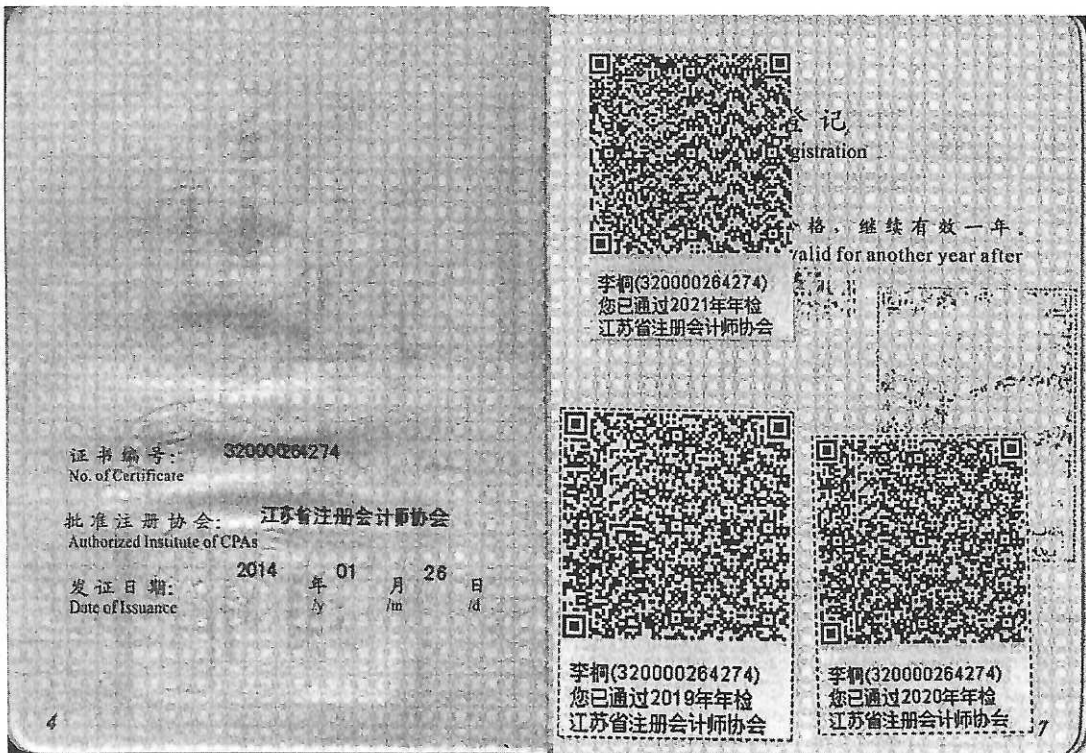 证书编号: 320000264274
No. of Certificate
批准注册协会: 江苏省注册会计师协会
Authorized Institute of CPAs
发证日期: 2014 年 01 月 26 日
Date of Issuance /y /m /d
4
登记
gistration
格,继续有效一年.
valid for another year after
李桐(320000264274)
您已通过2021年年检
江苏省注册会计师协会
李桐(320000264274)
您已通过2019年年检
江苏省注册会计师协会
李桐(320000264274)
您已通过2020年年检
江苏省注册会计师协会
7